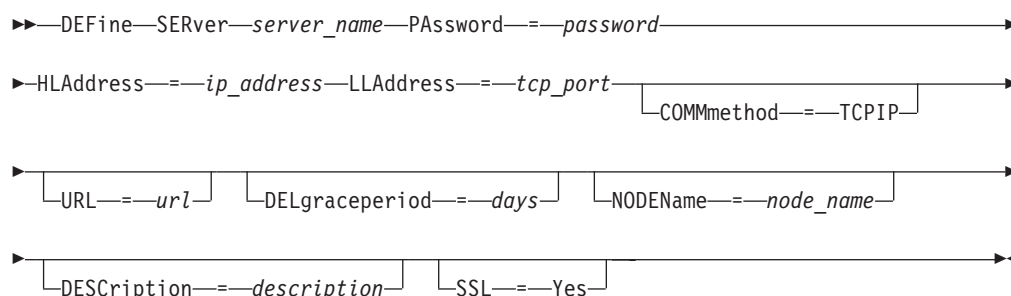 DEFine SERver server_name PAssword = password
HLAddress = ip_address LLAddress = tcp_port
COMMmethod = TCPIP
URL = url DELgraceperiod = days NODEName = node_name
DESCription = description SSL = Yes